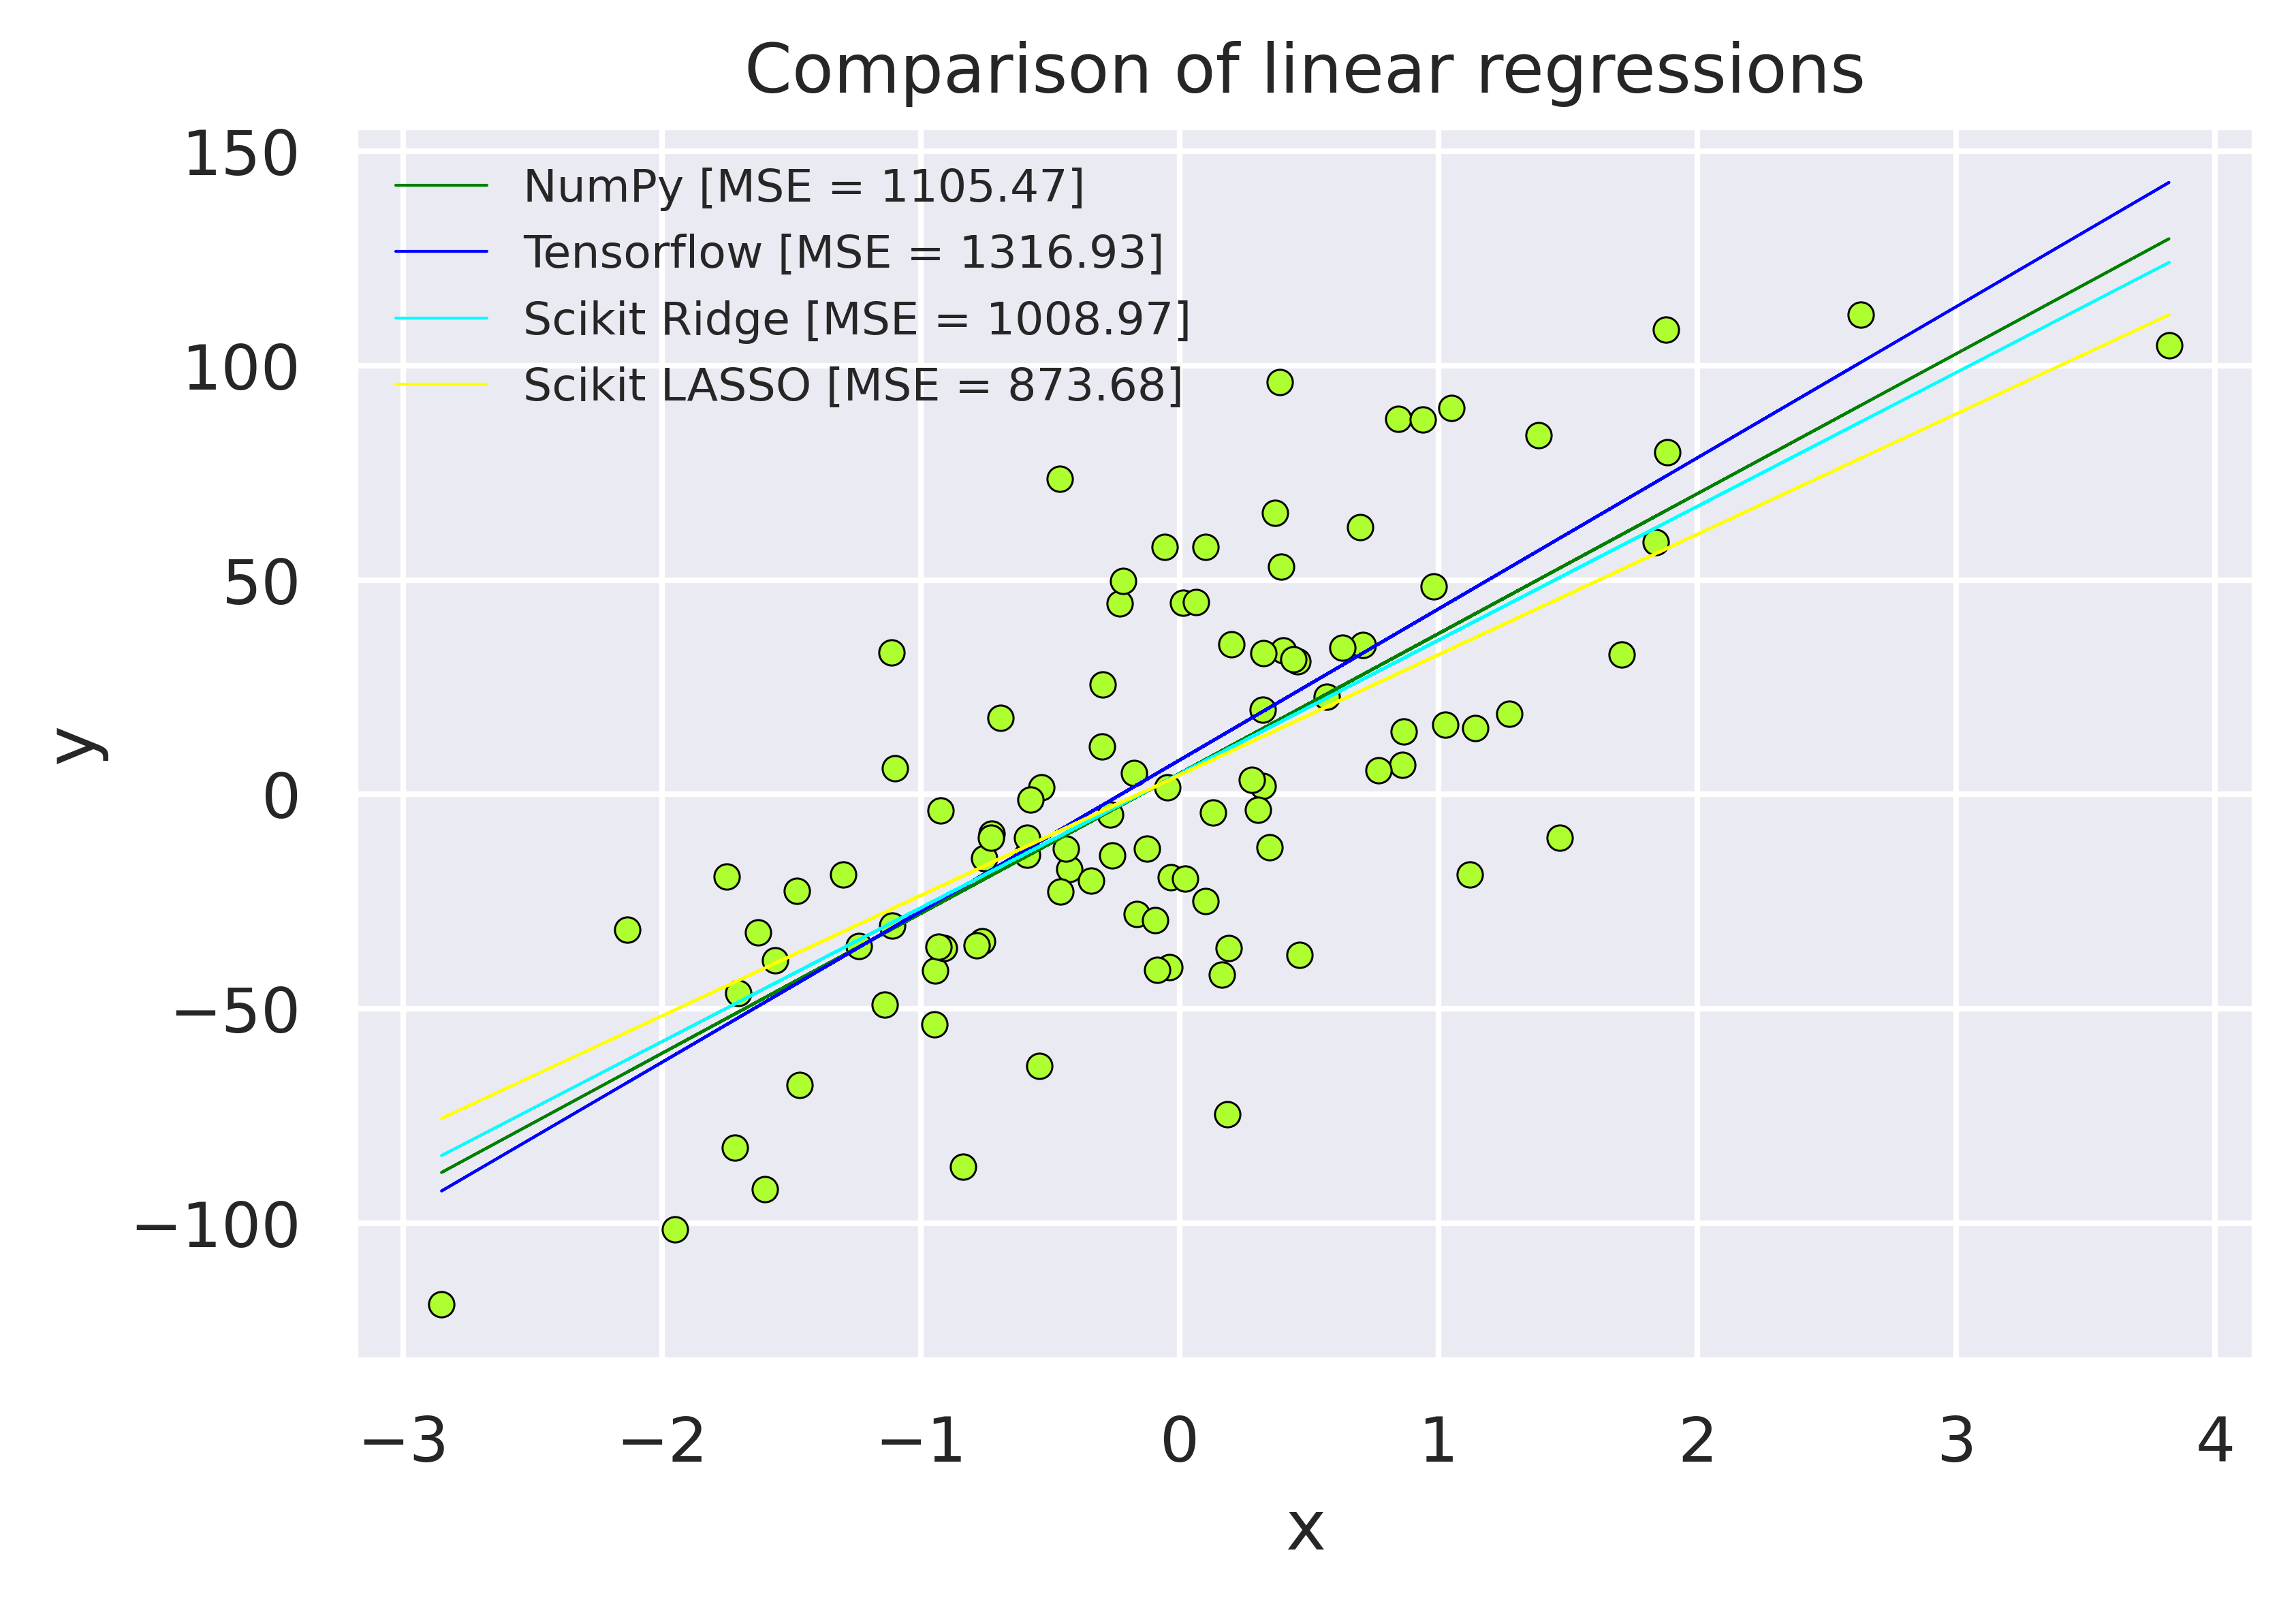 Comparison of linear regressions
150
100
50
0
−50
−100
y
NumPy [MSE = 1105.47]
Tensorflow [MSE = 1316.93]
Scikit Ridge [MSE = 1008.97]
Scikit LASSO [MSE = 873.68]
−3 −2 −1 0 1 2 3 4
x